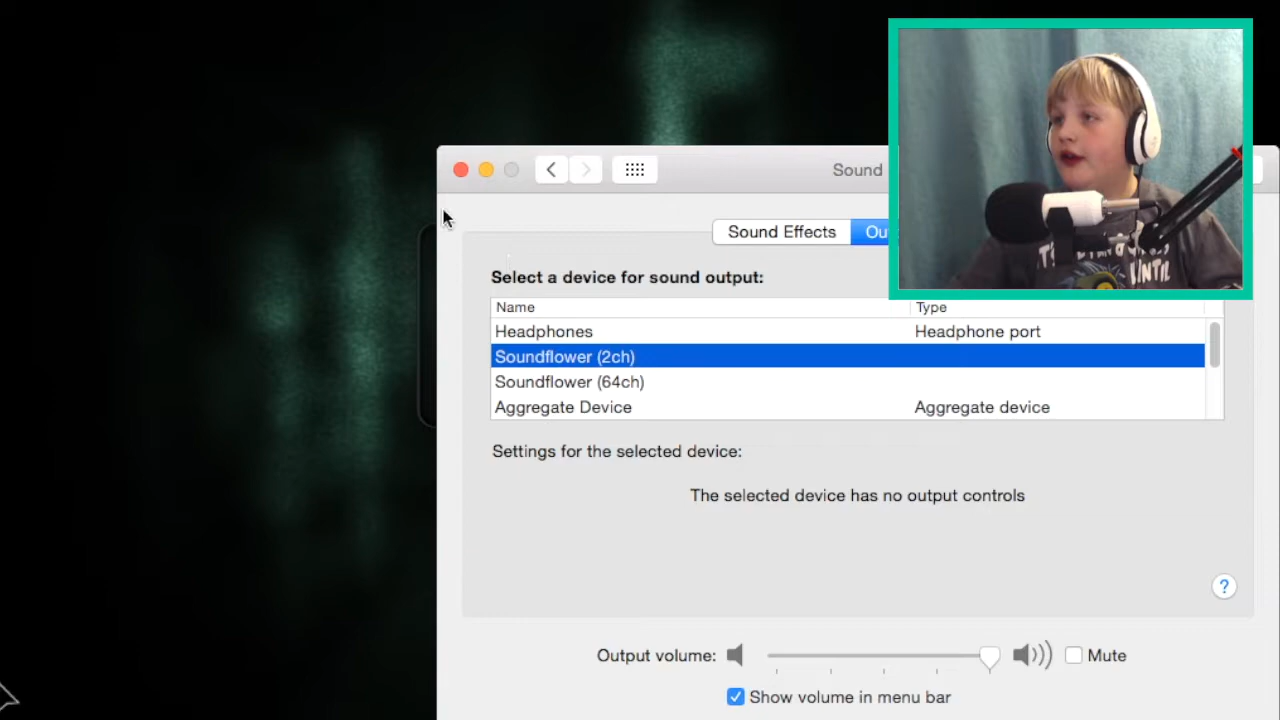 Sound
Sound Effects
Ou
Select a device for sound output:
Name Type
Headphones Headphone port
Soundflower (2ch)
Soundflower (64ch)
Aggregate Device Aggregate device
Settings for the selected device:
The selected device has no output controls
?
Output volume: Mute
Show volume in menu bar
UNTIL